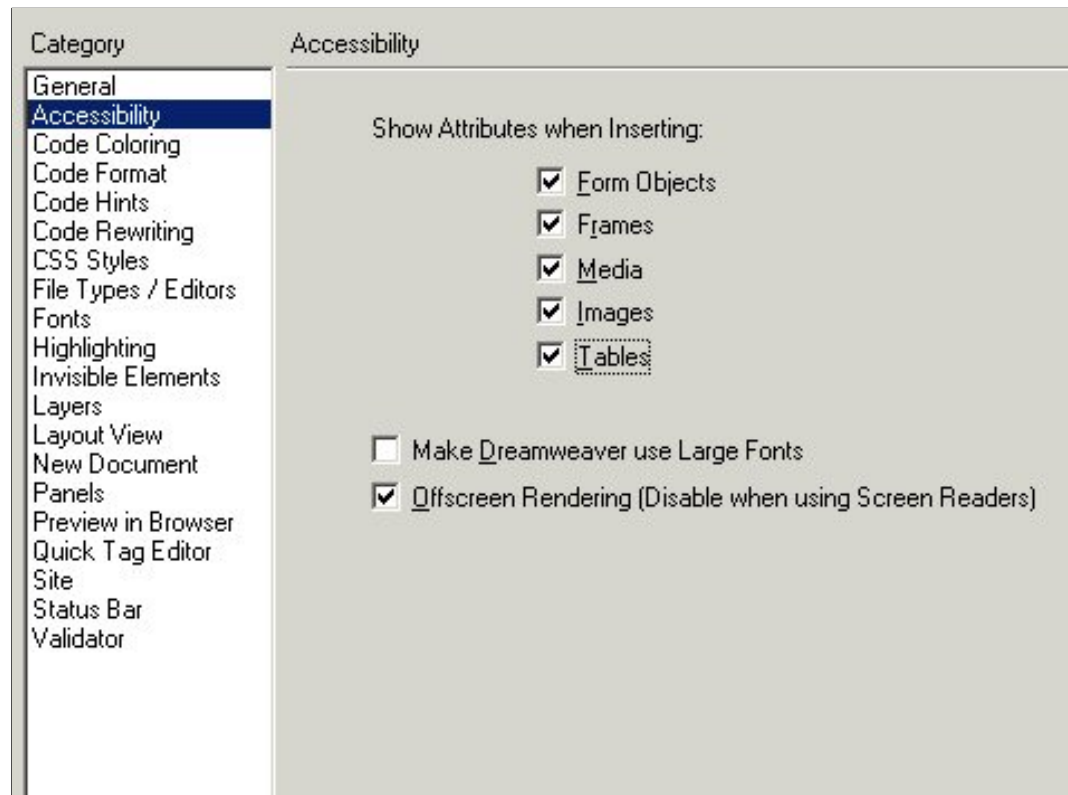 Category
General
Accessibility
Code Coloring
Code Format
Code Hints
Code Rewriting
CSS Styles
File Types / Editors
Fonts
Highlighting
Invisible Elements
Layers
Layout View
New Document
Panels
Preview in Browser
Quick Tag Editor
Site
Status Bar
Validator
Accessibility
Show Attributes when Inserting:
Form Objects
Frames
Media
Images
Tables
Make Dreamweaver use Large Fonts
Offscreen Rendering (Disable when using Screen Readers)